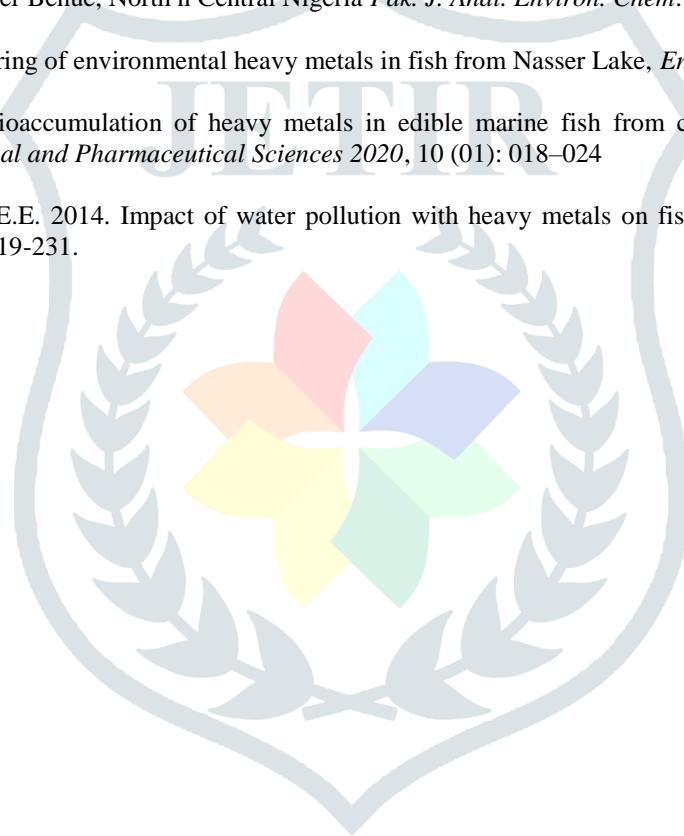 er Benue, North'n Central Nigeria Pak. J. Anal. Environ. Chem.
ring of environmental heavy metals in fish from Nasser Lake, En
JETIR
ioaccumulation of heavy metals in edible marine fish from c
al and Pharmaceutical Sciences 2020, 10 (01): 018–024
E.E. 2014. Impact of water pollution with heavy metals on fis
19-231.